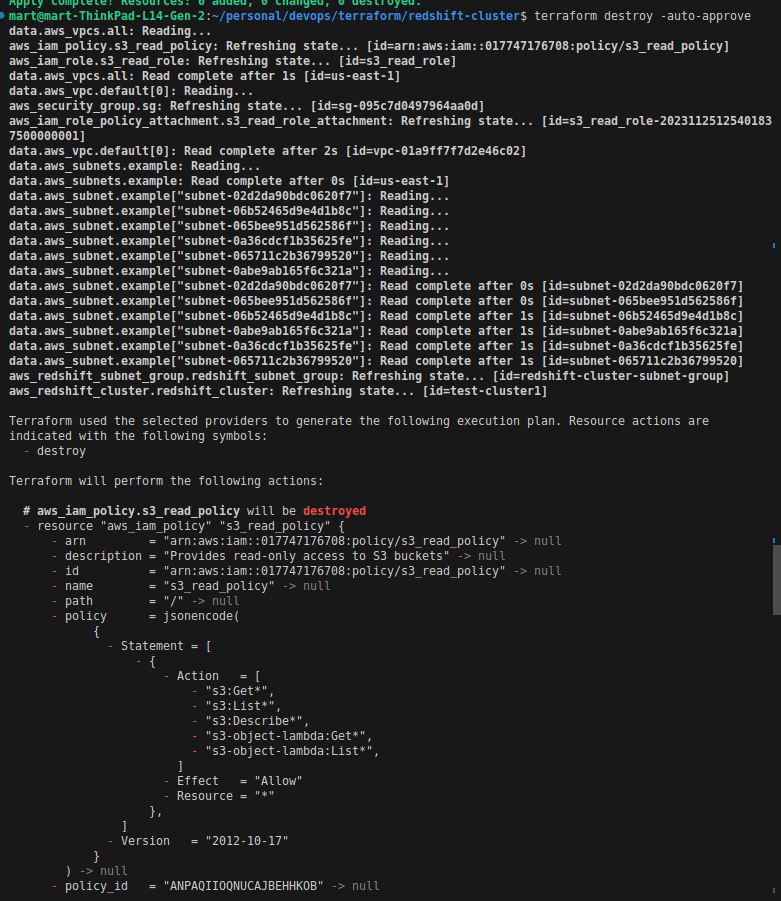 Apply complete! Resources: 6 added, 0 changed, 0 destroyed.
mart@mart-ThinkPad-L14-Gen-2:~/personal/devops/terraform/redshift-cluster$ terraform destroy -auto-approve
data.aws_vpcs.all: Reading...
aws_iam_policy.s3_read_policy: Refreshing state... [id=arn:aws:iam::017747176708:policy/s3_read_policy]
aws_iam_role.s3_read_role: Refreshing state... [id=s3_read_role]
data.aws_vpcs.all: Read complete after 1s [id=us-east-1]
data.aws_vpc.default[0]: Reading...
aws_security_group.sg: Refreshing state... [id=sg-095c7d0497964aa0d]
aws_iam_role_policy_attachment.s3_read_role_attachment: Refreshing state... [id=s3_read_role-2023112512540183
7500000001]
data.aws_vpc.default[0]: Read complete after 2s [id=vpc-01a9ff7f7d2e46c02]
data.aws_subnets.example: Reading...
data.aws_subnets.example: Read complete after 0s [id=us-east-1]
data.aws_subnet.example["subnet-02d2da90bdc0620f7"]: Reading...
data.aws_subnet.example["subnet-06b52465d9e4d1b8c"]: Reading...
data.aws_subnet.example["subnet-065bee951d562586f"]: Reading...
data.aws_subnet.example["subnet-0a36cdcf1b35625fe"]: Reading...
data.aws_subnet.example["subnet-065711c2b36799520"]: Reading...
data.aws_subnet.example["subnet-0abe9ab165f6c321a"]: Reading...
data.aws_subnet.example["subnet-02d2da90bdc0620f7"]: Read complete after 0s [id=subnet-02d2da90bdc0620f7]
data.aws_subnet.example["subnet-065bee951d562586f"]: Read complete after 0s [id=subnet-065bee951d562586f]
data.aws_subnet.example["subnet-06b52465d9e4d1b8c"]: Read complete after 1s [id=subnet-06b52465d9e4d1b8c]
data.aws_subnet.example["subnet-0abe9ab165f6c321a"]: Read complete after 1s [id=subnet-0abe9ab165f6c321a]
data.aws_subnet.example["subnet-0a36cdcf1b35625fe"]: Read complete after 1s [id=subnet-0a36cdcf1b35625fe]
data.aws_subnet.example["subnet-065711c2b36799520"]: Read complete after 1s [id=subnet-065711c2b36799520]
aws_redshift_subnet_group.redshift_subnet_group: Refreshing state... [id=redshift-cluster-subnet-group]
aws_redshift_cluster.redshift_cluster: Refreshing state... [id=test-cluster1]

Terraform used the selected providers to generate the following execution plan. Resource actions are
indicated with the following symbols:
  - destroy

Terraform will perform the following actions:

  # aws_iam_policy.s3_read_policy will be destroyed
  - resource "aws_iam_policy" "s3_read_policy" {
      - arn         = "arn:aws:iam::017747176708:policy/s3_read_policy" -> null
      - description = "Provides read-only access to S3 buckets" -> null
      - id          = "arn:aws:iam::017747176708:policy/s3_read_policy" -> null
      - name        = "s3_read_policy" -> null
      - path        = "/" -> null
      - policy      = jsonencode(
            {
              - Statement = [
                  - {
                      - Action   = [
                          - "s3:Get*",
                          - "s3:List*",
                          - "s3:Describe*",
                          - "s3-object-lambda:Get*",
                          - "s3-object-lambda:List*",
                        ]
                      - Effect   = "Allow"
                      - Resource = "*"
                    },
                ]
              - Version   = "2012-10-17"
            }
        ) -> null
      - policy_id   = "ANPAQIIOQNUCAJBEHHKOB" -> null